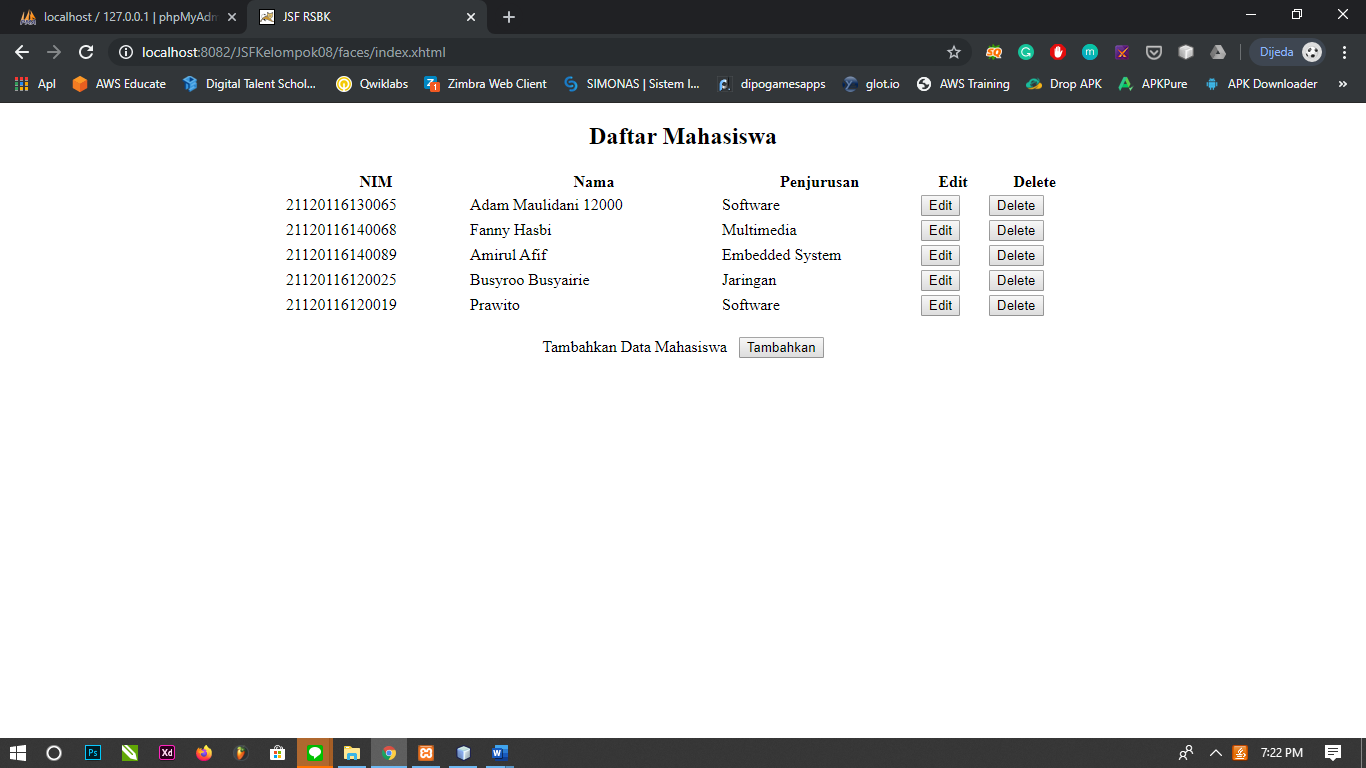 localhost / 127.0.0.1 | phpMyAdm
JSF RSBK
localhost:8082/JSFKelompok08/faces/index.xhtml
Dijeda
Apl AWS Educate Digital Talent Schol... Qwiklabs Zimbra Web Client SIMONAS | Sistem I... dipogamesapps glot.io AWS Training Drop APK APKPure APK Downloader »
Daftar Mahasiswa
NIM Nama Penjurusan Edit Delete
21120116130065 Adam Maulidani 12000 Software Edit Delete
21120116140068 Fanny Hasbi Multimedia Edit Delete
21120116140089 Amirul Afif Embedded System Edit Delete
21120116120025 Busyroo Busyairie Jaringan Edit Delete
21120116120019 Prawito Software Edit Delete
Tambahkan Data Mahasiswa Tambahkan
Ps Xd W 7:22 PM